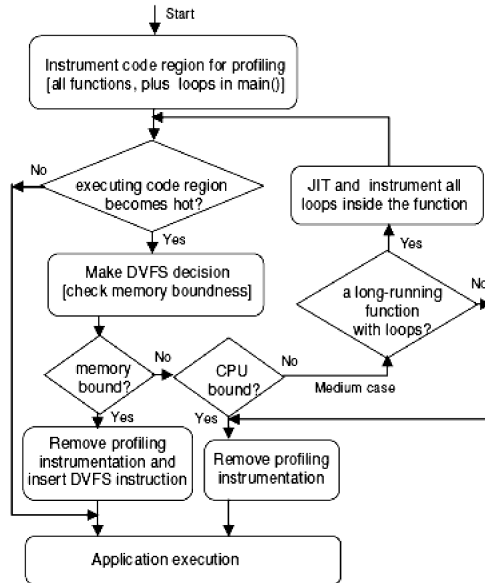 Start
Instrument code region for profiling
[all functions, plus loops in main()]
No
executing code region
becomes hot?
JIT and instrument all
loops inside the function
Yes
Yes
Make DVFS decision
[check memory boundness]
a long-running
function
with loops?
No
memory
bound?
No
CPU
bound?
No
Medium case
Yes
Yes
Remove profiling
instrumentation and
insert DVFS instruction
Remove profiling
instrumentation
Application execution